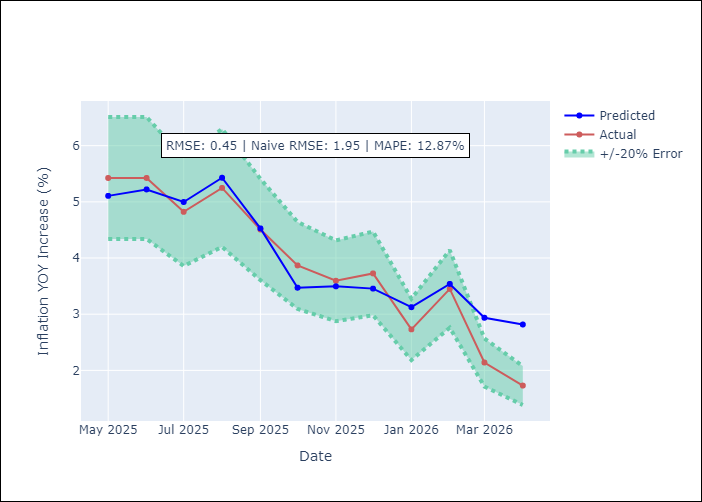 RMSE: 0.45 | Naive RMSE: 1.95 | MAPE: 12.87%
Predicted
Actual
+/-20% Error
Inflation YOY Increase (%)
6
5
4
3
2
May 2025 Jul 2025 Sep 2025 Nov 2025 Jan 2026 Mar 2026
Date